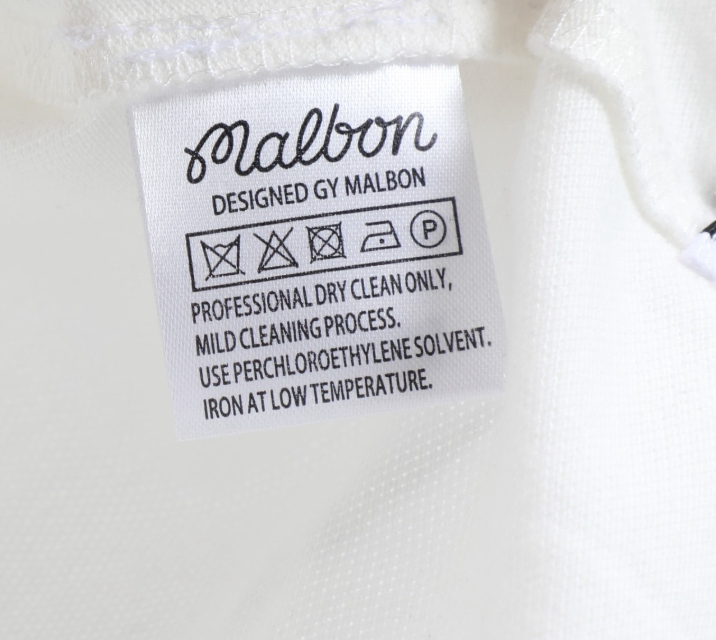 Malbon
DESIGNED GY MALBON
P
PROFESSIONAL DRY CLEAN ONLY,
MILD CLEANING PROCESS.
USE PERCHLOROETHYLENE SOLVENT.
IRON AT LOW TEMPERATURE.